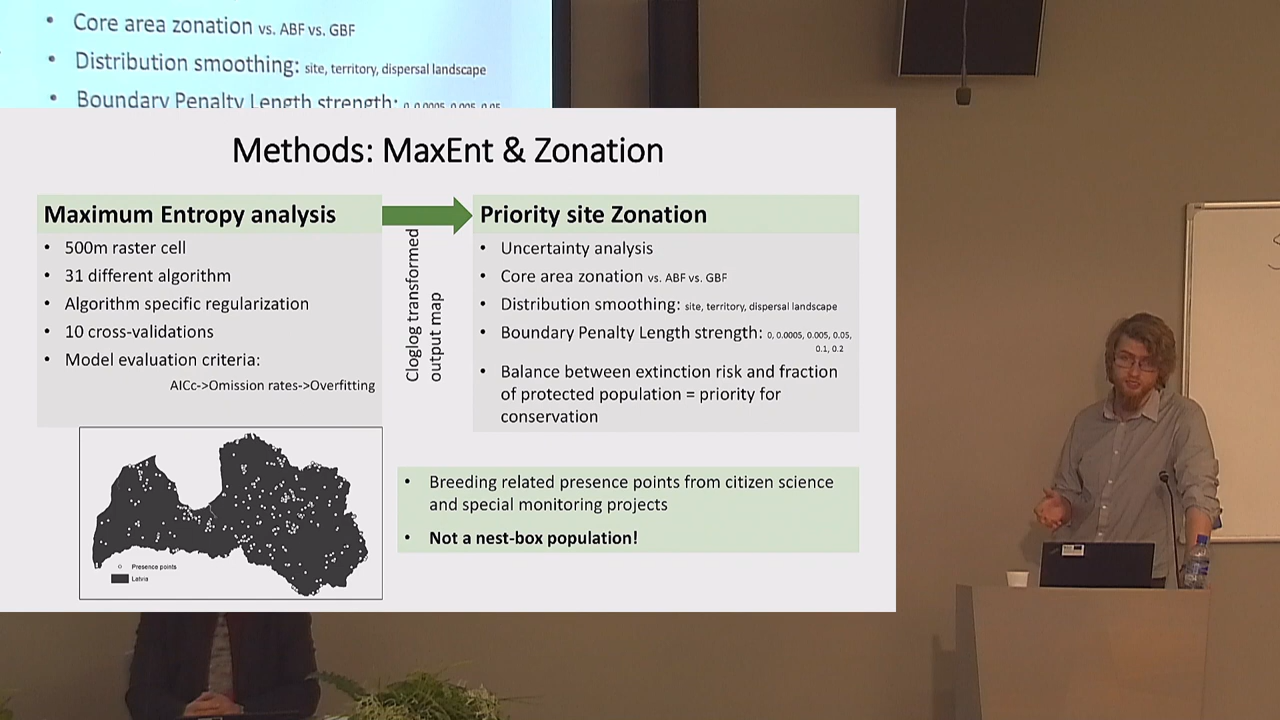 Core area zonation vs. ABF vs. GBF
Distribution smoothing: site, territory, dispersal landscape
Boundary Penalty Length strength: 0, 0.0005, 0.005, 0.05
Methods: MaxEnt & Zonation
Maximum Entropy analysis
• 500m raster cell
• 31 different algorithm
• Algorithm specific regularization
• 10 cross-validations
• Model evaluation criteria:
AICc->Omission rates->Overfitting
Cloglog transformed
output map
Priority site Zonation
• Uncertainty analysis
• Core area zonation vs. ABF vs. GBF
• Distribution smoothing: site, territory, dispersal landscape
• Boundary Penalty Length strength: 0, 0.0005, 0.005, 0.05,
0.1, 0.2
• Balance between extinction risk and fraction
of protected population = priority for
conservation
Presence points
Latvia
• Breeding related presence points from citizen science
and special monitoring projects
• Not a nest-box population!